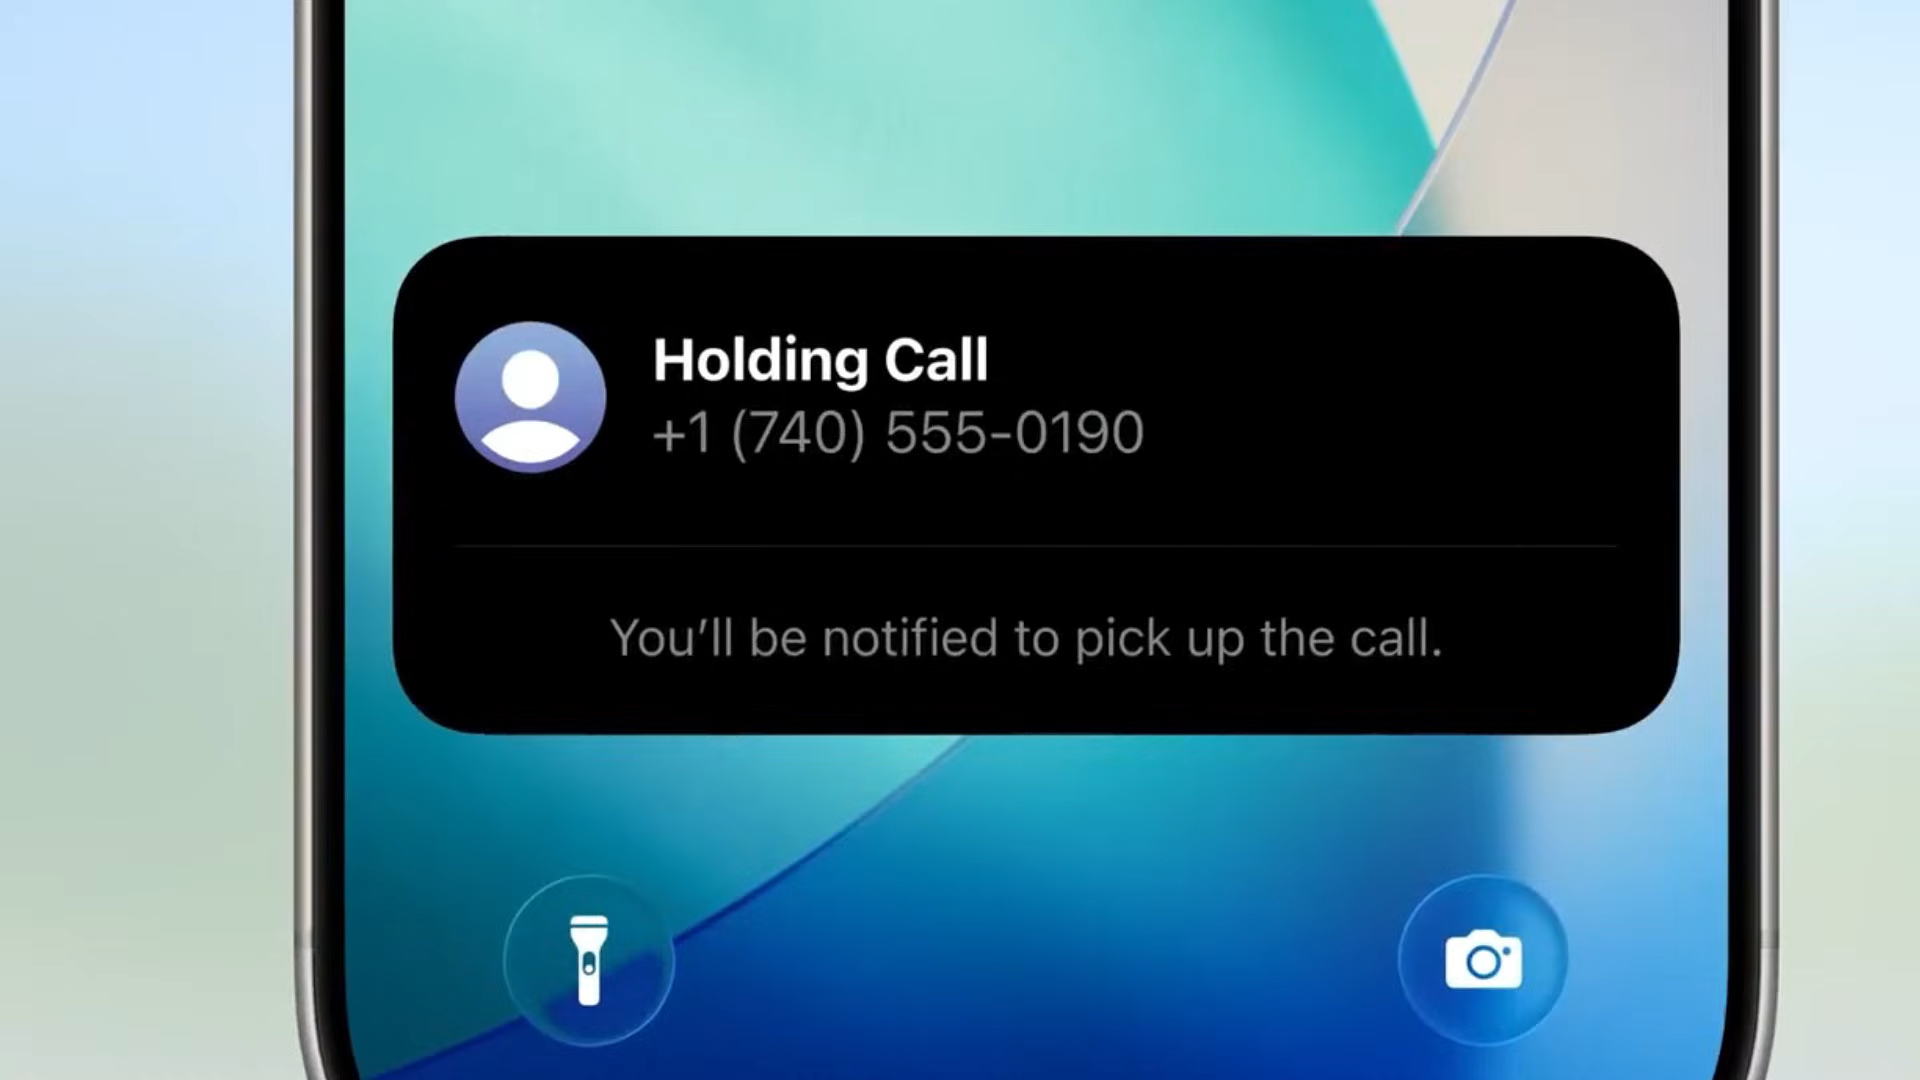 Holding Call
+1 (740) 555-0190
You’ll be notified to pick up the call.